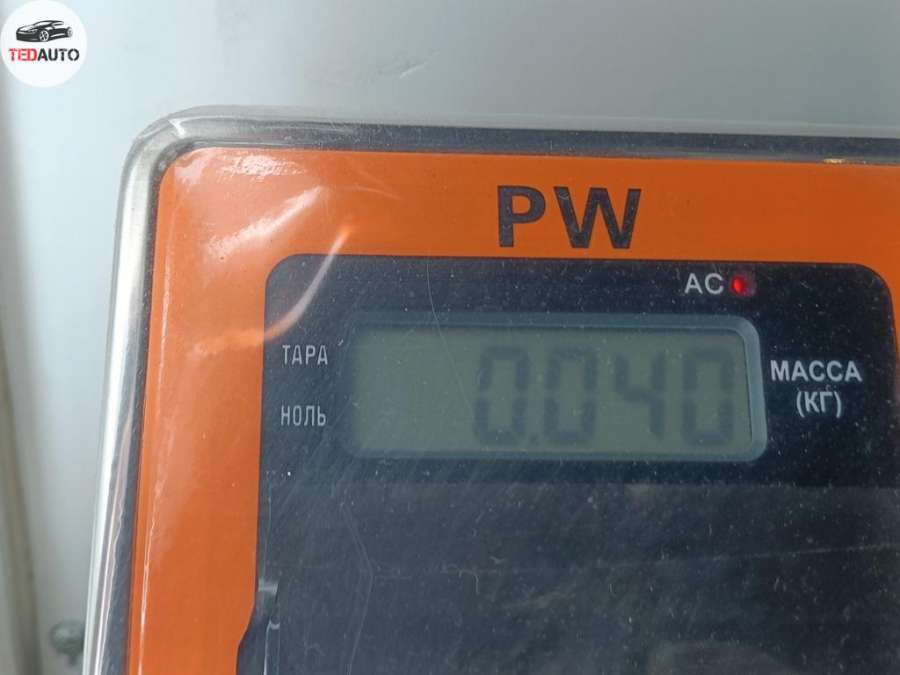 TEDAUTO
PW
AC
ТАРА
0.040
МАССА
(КГ)
НОЛЬ